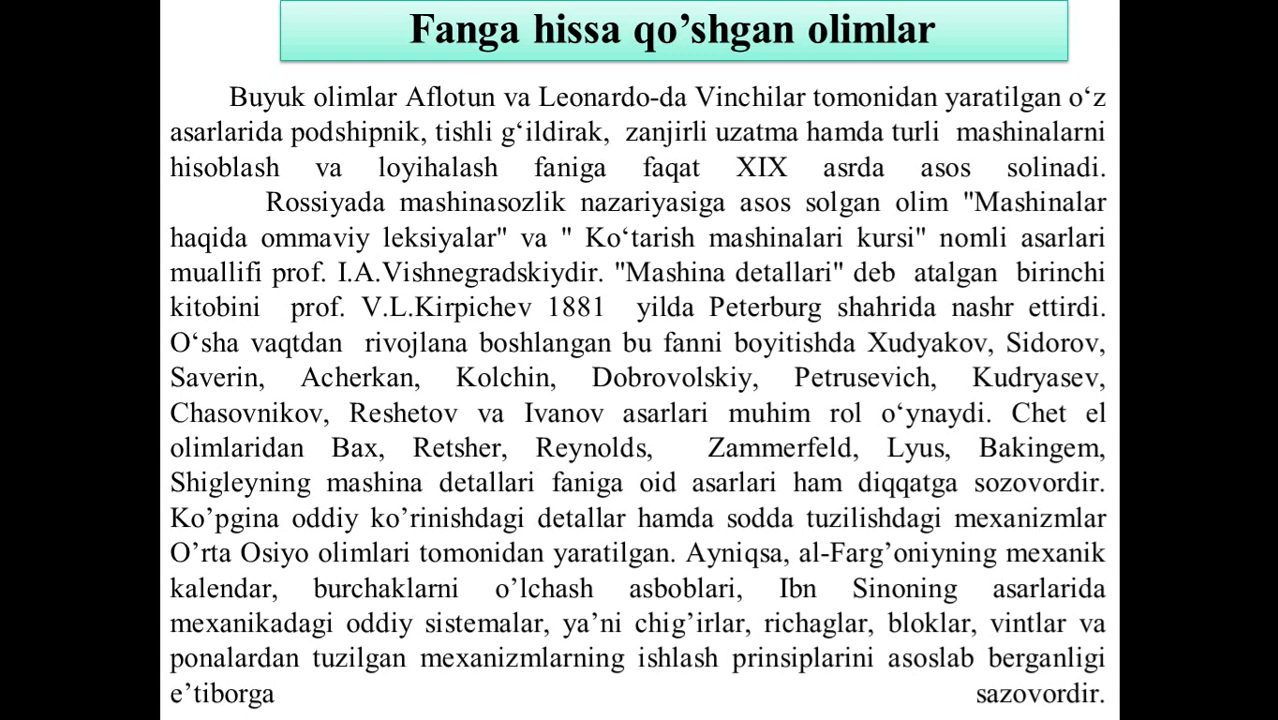 Fanga hissa qo’shgan olimlar
Buyuk olimlar Aflotun va Leonardo-da Vinchilar tomonidan yaratilgan o‘z
asarlarida podshipnik, tishli g‘ildirak, zanjirli uzatma hamda turli mashinalarni
hisoblash va loyihalash faniga faqat XIX asrda asos solinadi.
Rossiyada mashinasozlik nazariyasiga asos solgan olim "Mashinalar
haqida ommaviy leksiyalar" va " Ko‘tarish mashinalari kursi" nomli asarlari
muallifi prof. I.A.Vishnegradskiydir. "Mashina detallari" deb atalgan birinchi
kitobini prof. V.L.Kirpichev 1881 yilda Peterburg shahrida nashr ettirdi.
O‘sha vaqtdan rivojlana boshlangan bu fanni boyitishda Xudyakov, Sidorov,
Saverin, Acherkan, Kolchin, Dobrovolskiy, Petrusevich, Kudryasev,
Chasovnikov, Reshetov va Ivanov asarlari muhim rol o‘ynaydi. Chet el
olimlaridan Bax, Retsher, Reynolds, Zammerfeld, Lyus, Bakingem,
Shigleyning mashina detallari faniga oid asarlari ham diqqatga sozovordir.
Ko’pgina oddiy ko’rinishdagi detallar hamda sodda tuzilishdagi mexanizmlar
O’rta Osiyo olimlari tomonidan yaratilgan. Ayniqsa, al-Farg’oniyning mexanik
kalendar, burchaklarni o’lchash asboblari, Ibn Sinoning asarlarida
mexanikadagi oddiy sistemalar, ya’ni chig’irlar, richaglar, bloklar, vintlar va
ponalardan tuzilgan mexanizmlarning ishlash prinsiplarini asoslab berganligi
e’tiborga sazovordir.